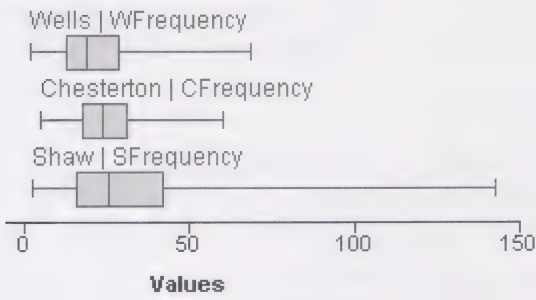 Wells | WFrequency
Chesterton | CFrequency
Shaw | SFrequency
0 50 100 150
Values